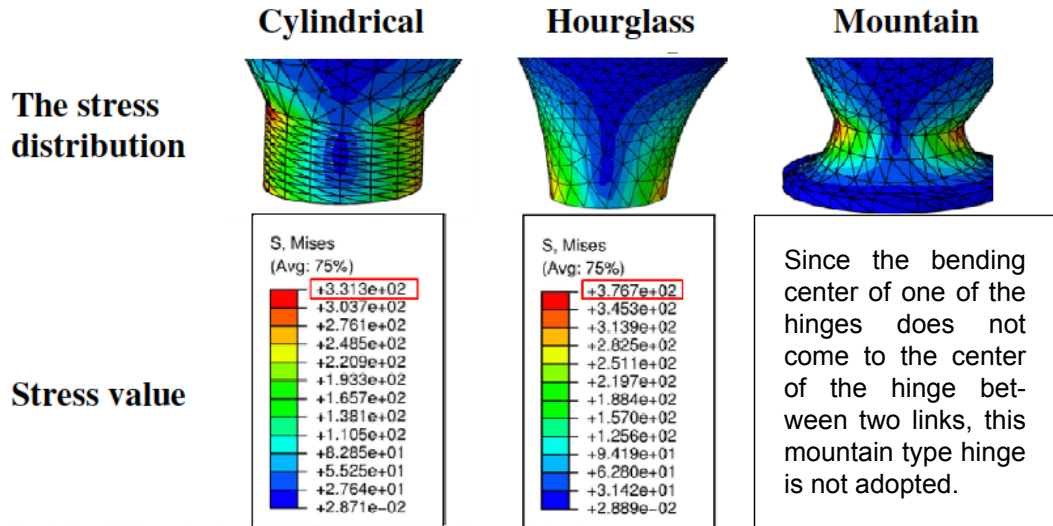 Cylindrical Hourglass Mountain
The stress
distribution
S, Mises
(Avg: 75%)
+3.313e+02
+3.037e+02
+2.761e+02
+2.485e+02
+2.209e+02
+1.933e+02
+1.657e+02
+1.381e+02
+1.105e+02
+8.285e+01
+5.525e+01
+2.764e+01
+2.871e−02
S, Mises
(Avg: 75%)
+3.767e+02
+3.453e+02
+3.139e+02
+2.825e+02
+2.511e+02
+2.197e+02
+1.884e+02
+1.570e+02
+1.256e+02
+9.419e+01
+6.280e+01
+3.142e+01
+2.889e−02
Since the bending
center of one of the
hinges does not
come to the center
of the hinge bet-
ween two links, this
mountain type hinge
is not adopted.
Stress value